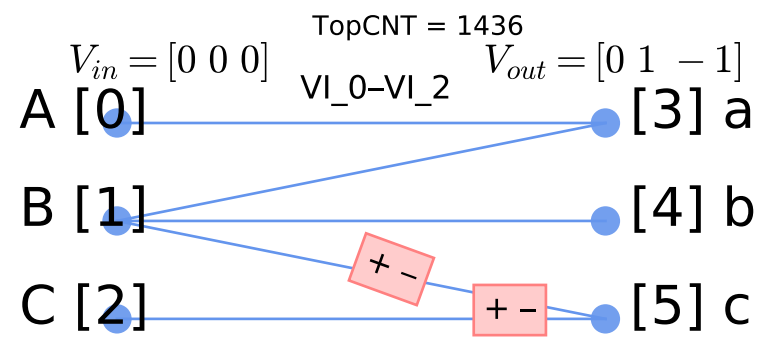 TopCNT = 1436
V_in = [0 0 0] V_out = [0 1 −1]
VI_0–VI_2
A [0] [3] a
B [1] [4] b
+ –
C [2] + – [5] c